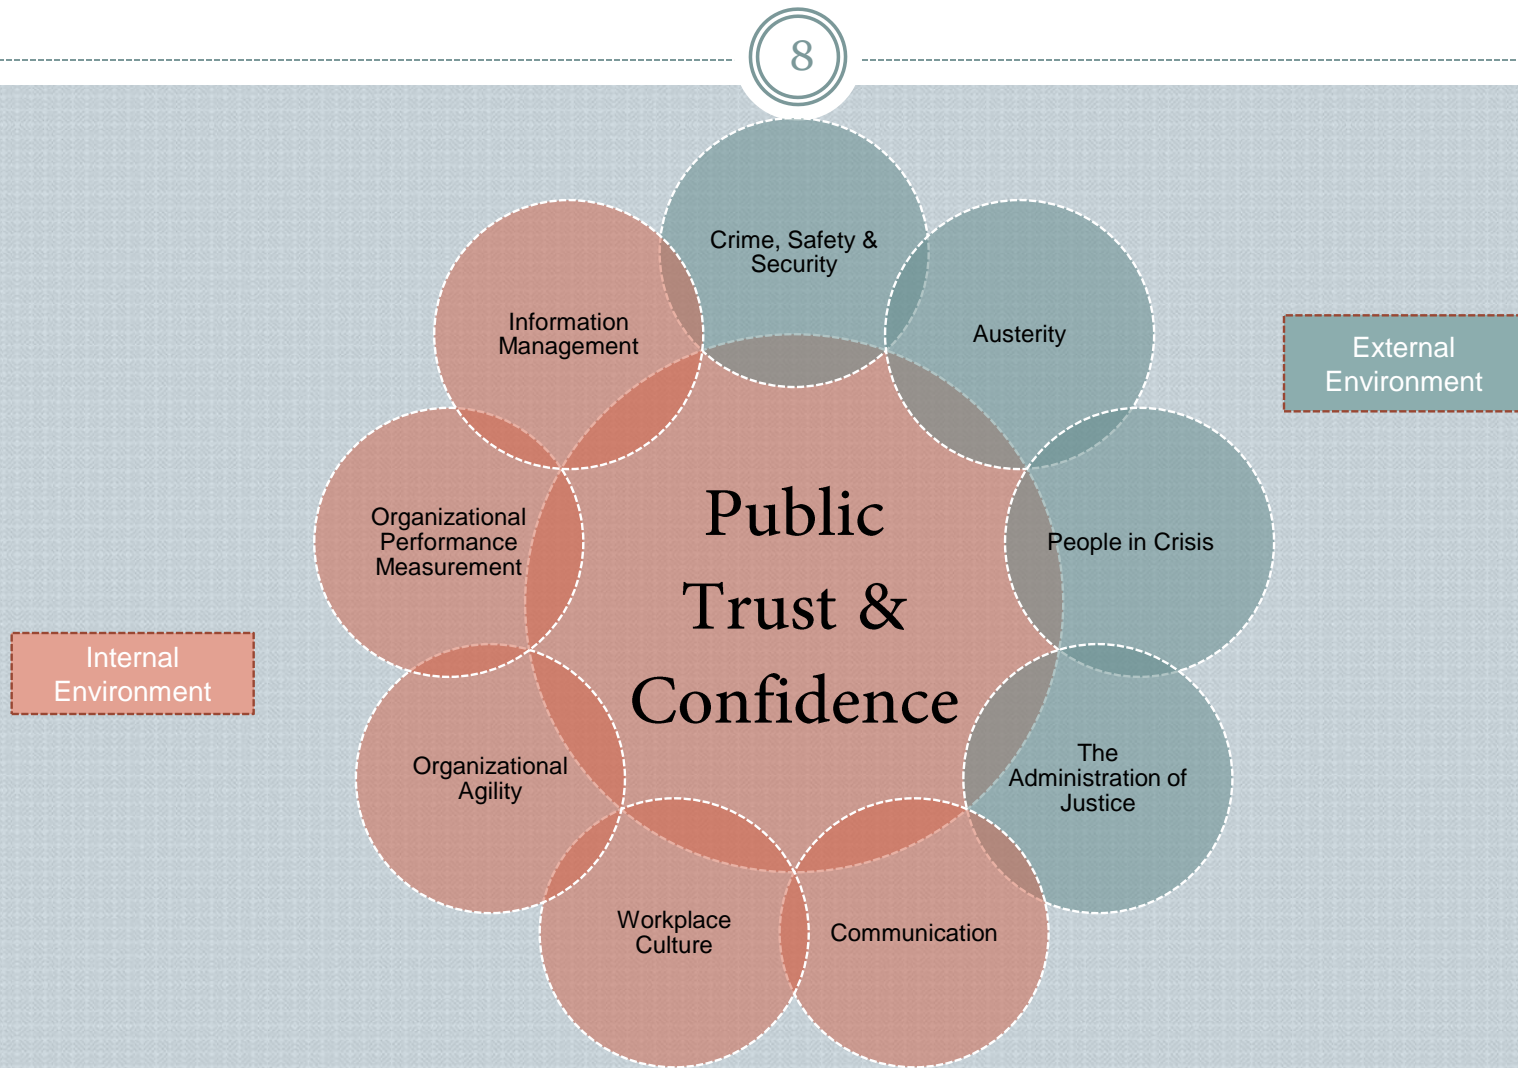 8
Crime, Safety &
Security
Information
Management
Austerity
External
Environment
Organizational
Performance
Measurement
Public
Trust &
Confidence
People in Crisis
Internal
Environment
Organizational
Agility
The
Administration of
Justice
Workplace
Culture
Communication